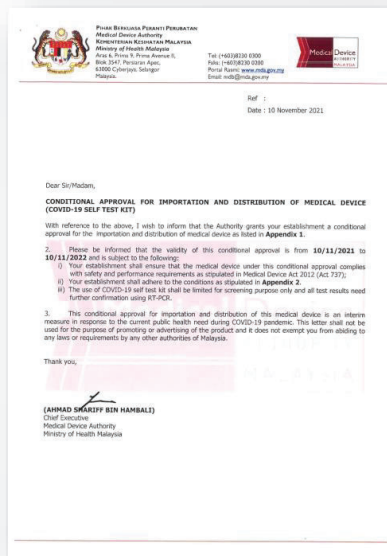 PIHAK BERKUASA PERANTI PERUBATAN
Medical Device Authority
KEMENTERIAN KESIHATAN MALAYSIA
Ministry of Health Malaysia
Aras 6, Prima 9, Prima Avenue II,
Blok 3547, Persiaran Apec,
63000 Cyberjaya, Selangor
Malaysia.
Tel: (+603)8230 0300
Faks: (+603)8230 0200
Portal Rasmi: www.mda.gov.my
Email: mdb@mda.gov.my
Medical Device
AUTHORITY
MALAYSIA
Ref :
Date : 10 November 2021
Dear Sir/Madam,
CONDITIONAL APPROVAL FOR IMPORTATION AND DISTRIBUTION OF MEDICAL DEVICE
(COVID-19 SELF TEST KIT)
With reference to the above, I wish to inform that the Authority grants your establishment a conditional
approval for the importation and distribution of medical device as listed in Appendix 1.
2. Please be informed that the validity of this conditional approval is from 10/11/2021 to
10/11/2022 and is subject to the following:
i) Your establishment shall ensure that the medical device under this conditional approval complies
with safety and performance requirements as stipulated in Medical Device Act 2012 (Act 737);
ii) Your establishment shall adhere to the conditions as stipulated in Appendix 2.
iii) The use of COVID-19 self test kit shall be limited for screening purpose only and all test results need
further confirmation using RT-PCR.
3. This conditional approval for importation and distribution of this medical device is an interim
measure in response to the current public health need during COVID-19 pandemic. This letter shall not be
used for the purpose of promoting or advertising of the product and it does not exempt you from abiding to
any laws or requirements by any other authorities of Malaysia.
Thank you,
(AHMAD SHARIFF BIN HAMBALI)
Chief Executive
Medical Device Authority
Ministry of Health Malaysia